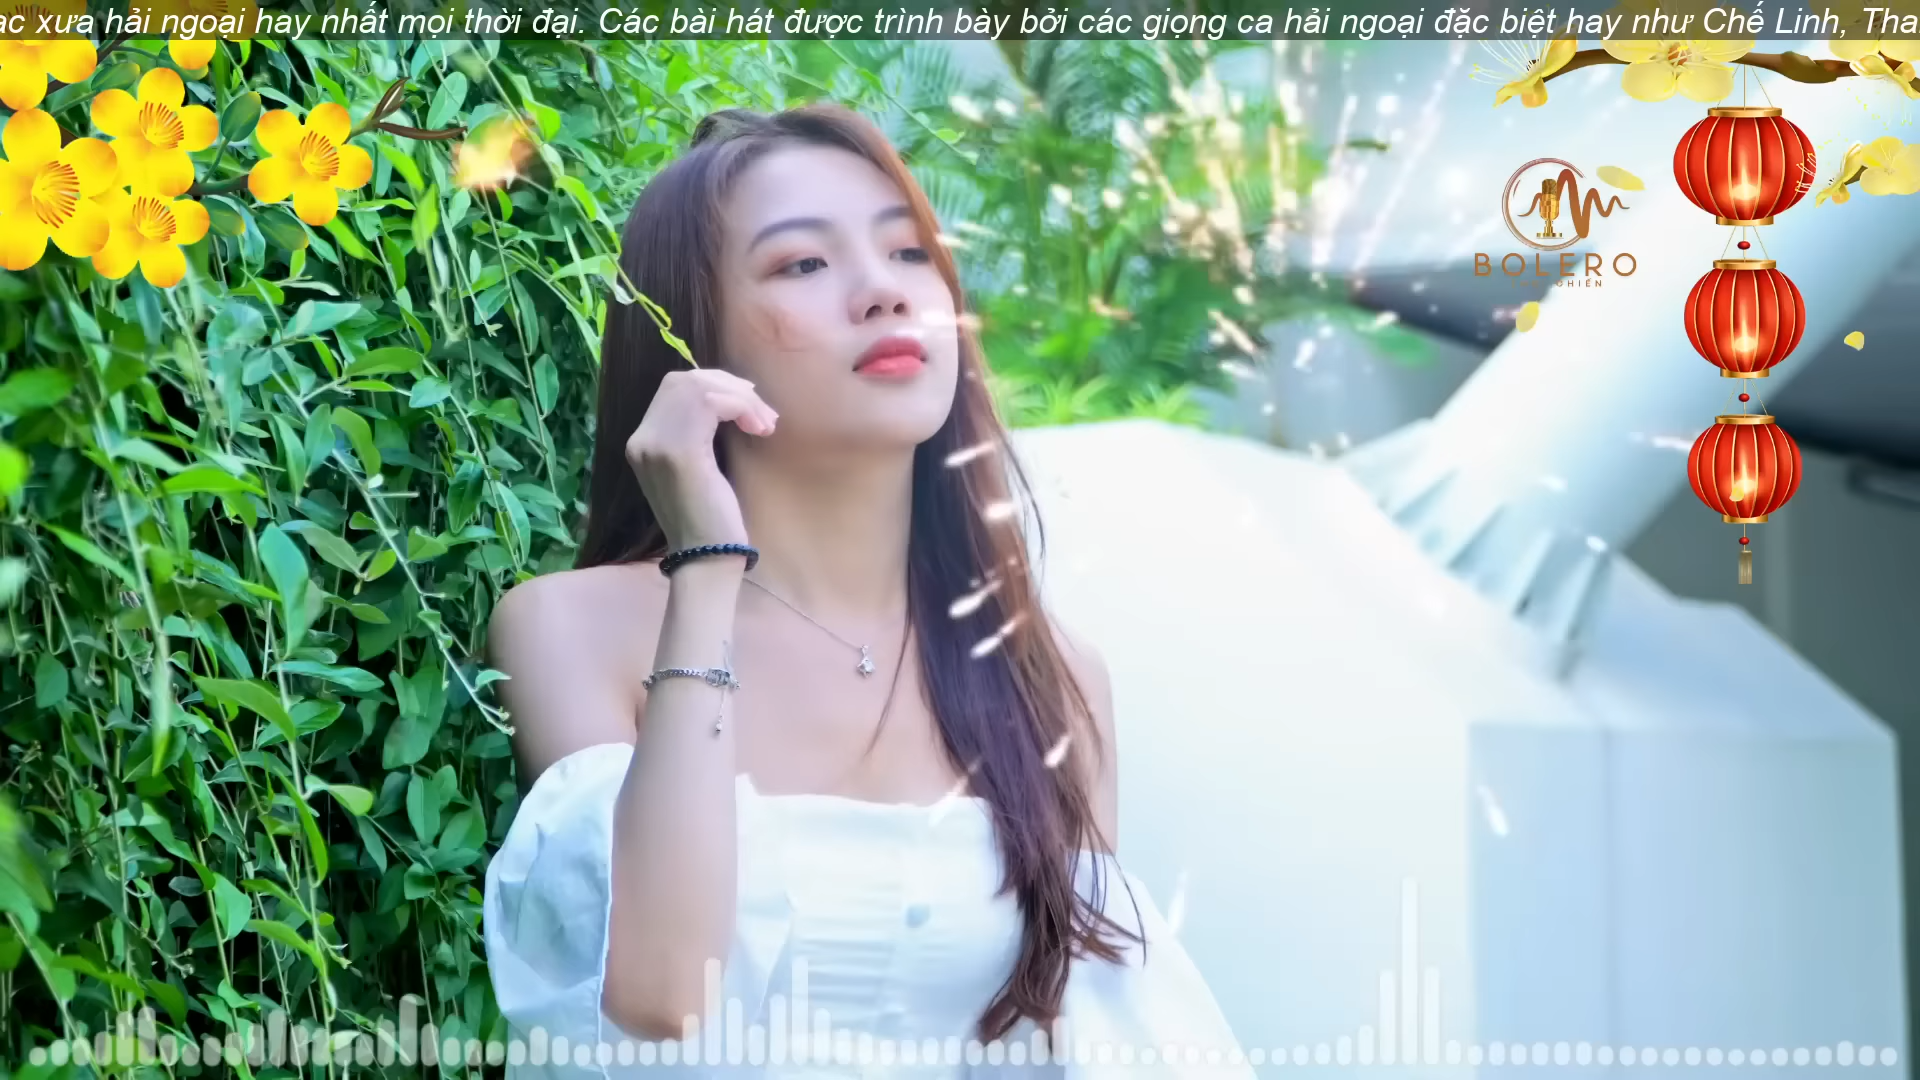 ạc xưa hải ngoại hay nhất mọi thời đại. Các bài hát được trình bày bởi các giọng ca hải ngoại đặc biệt hay như Chế Linh, Tha
BOLERO